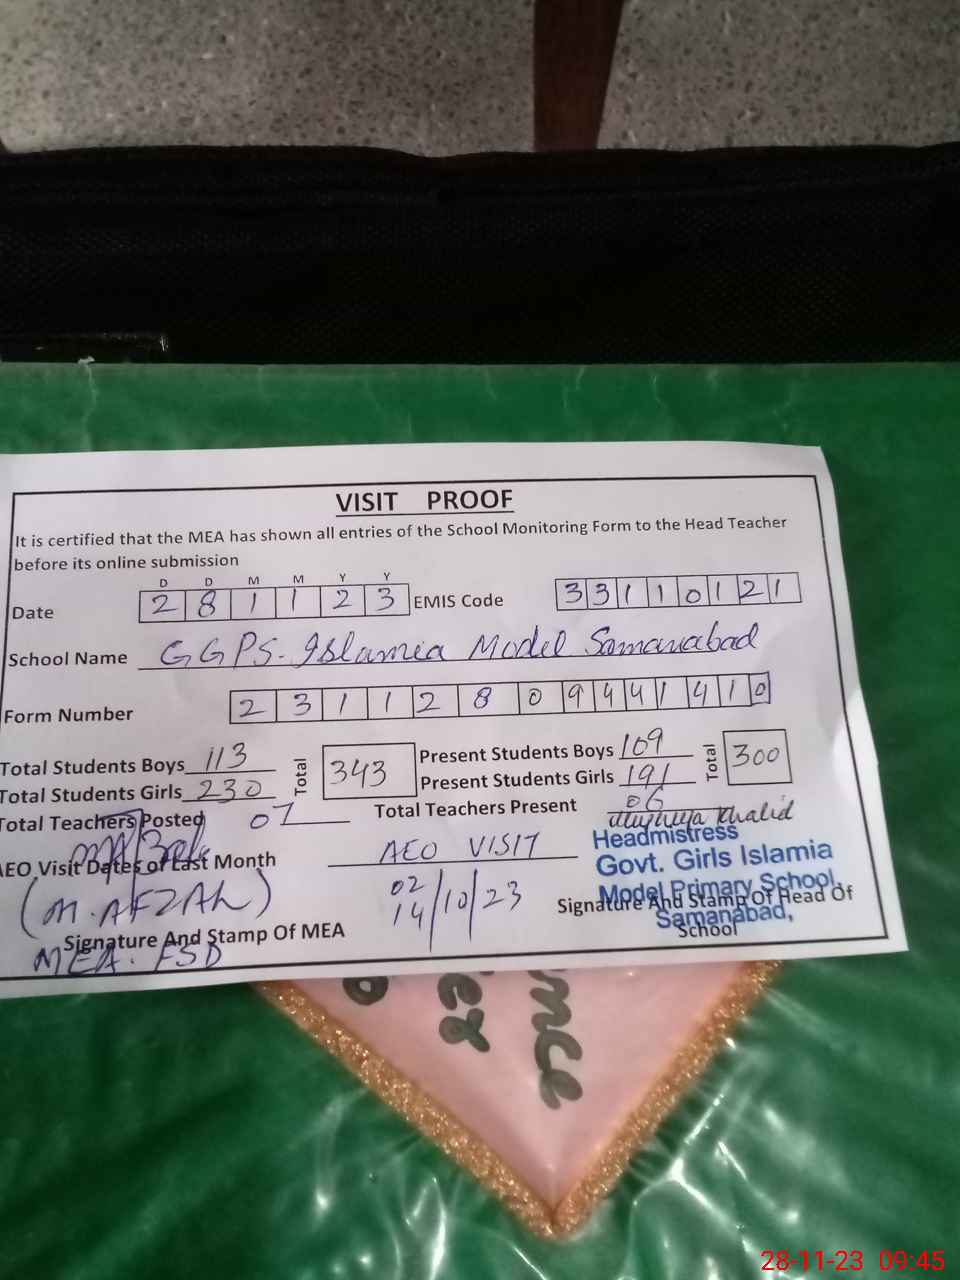 VISIT PROOF
It is certified that the MEA has shown all entries of the School Monitoring Form to the Head Teacher
before its online submission
D D M M Y Y
Date 2 8 1 1 2 3 EMIS Code 3 3 1 1 0 1 2 1
School Name GGPS. Islamia Model Samanabad
Form Number 2 3 1 1 2 8 0 9 4 4 1 4 1 0
Total Students Boys 113 Total 343 Present Students Boys 109 Total 300
Total Students Girls 230 Present Students Girls 191
Total Teachers Posted 07 Total Teachers Present 06
Khalid
AEO Visit Dates of Last Month AEO VISIT
02
14/10/23
Headmistress
Govt. Girls Islamia
Model Primary School,
Samanabad,
Signature And Stamp Of Head Of
School
(M. AFZAL)
Signature And Stamp Of MEA
MEA. FSD
ance
28-11-23 09:45